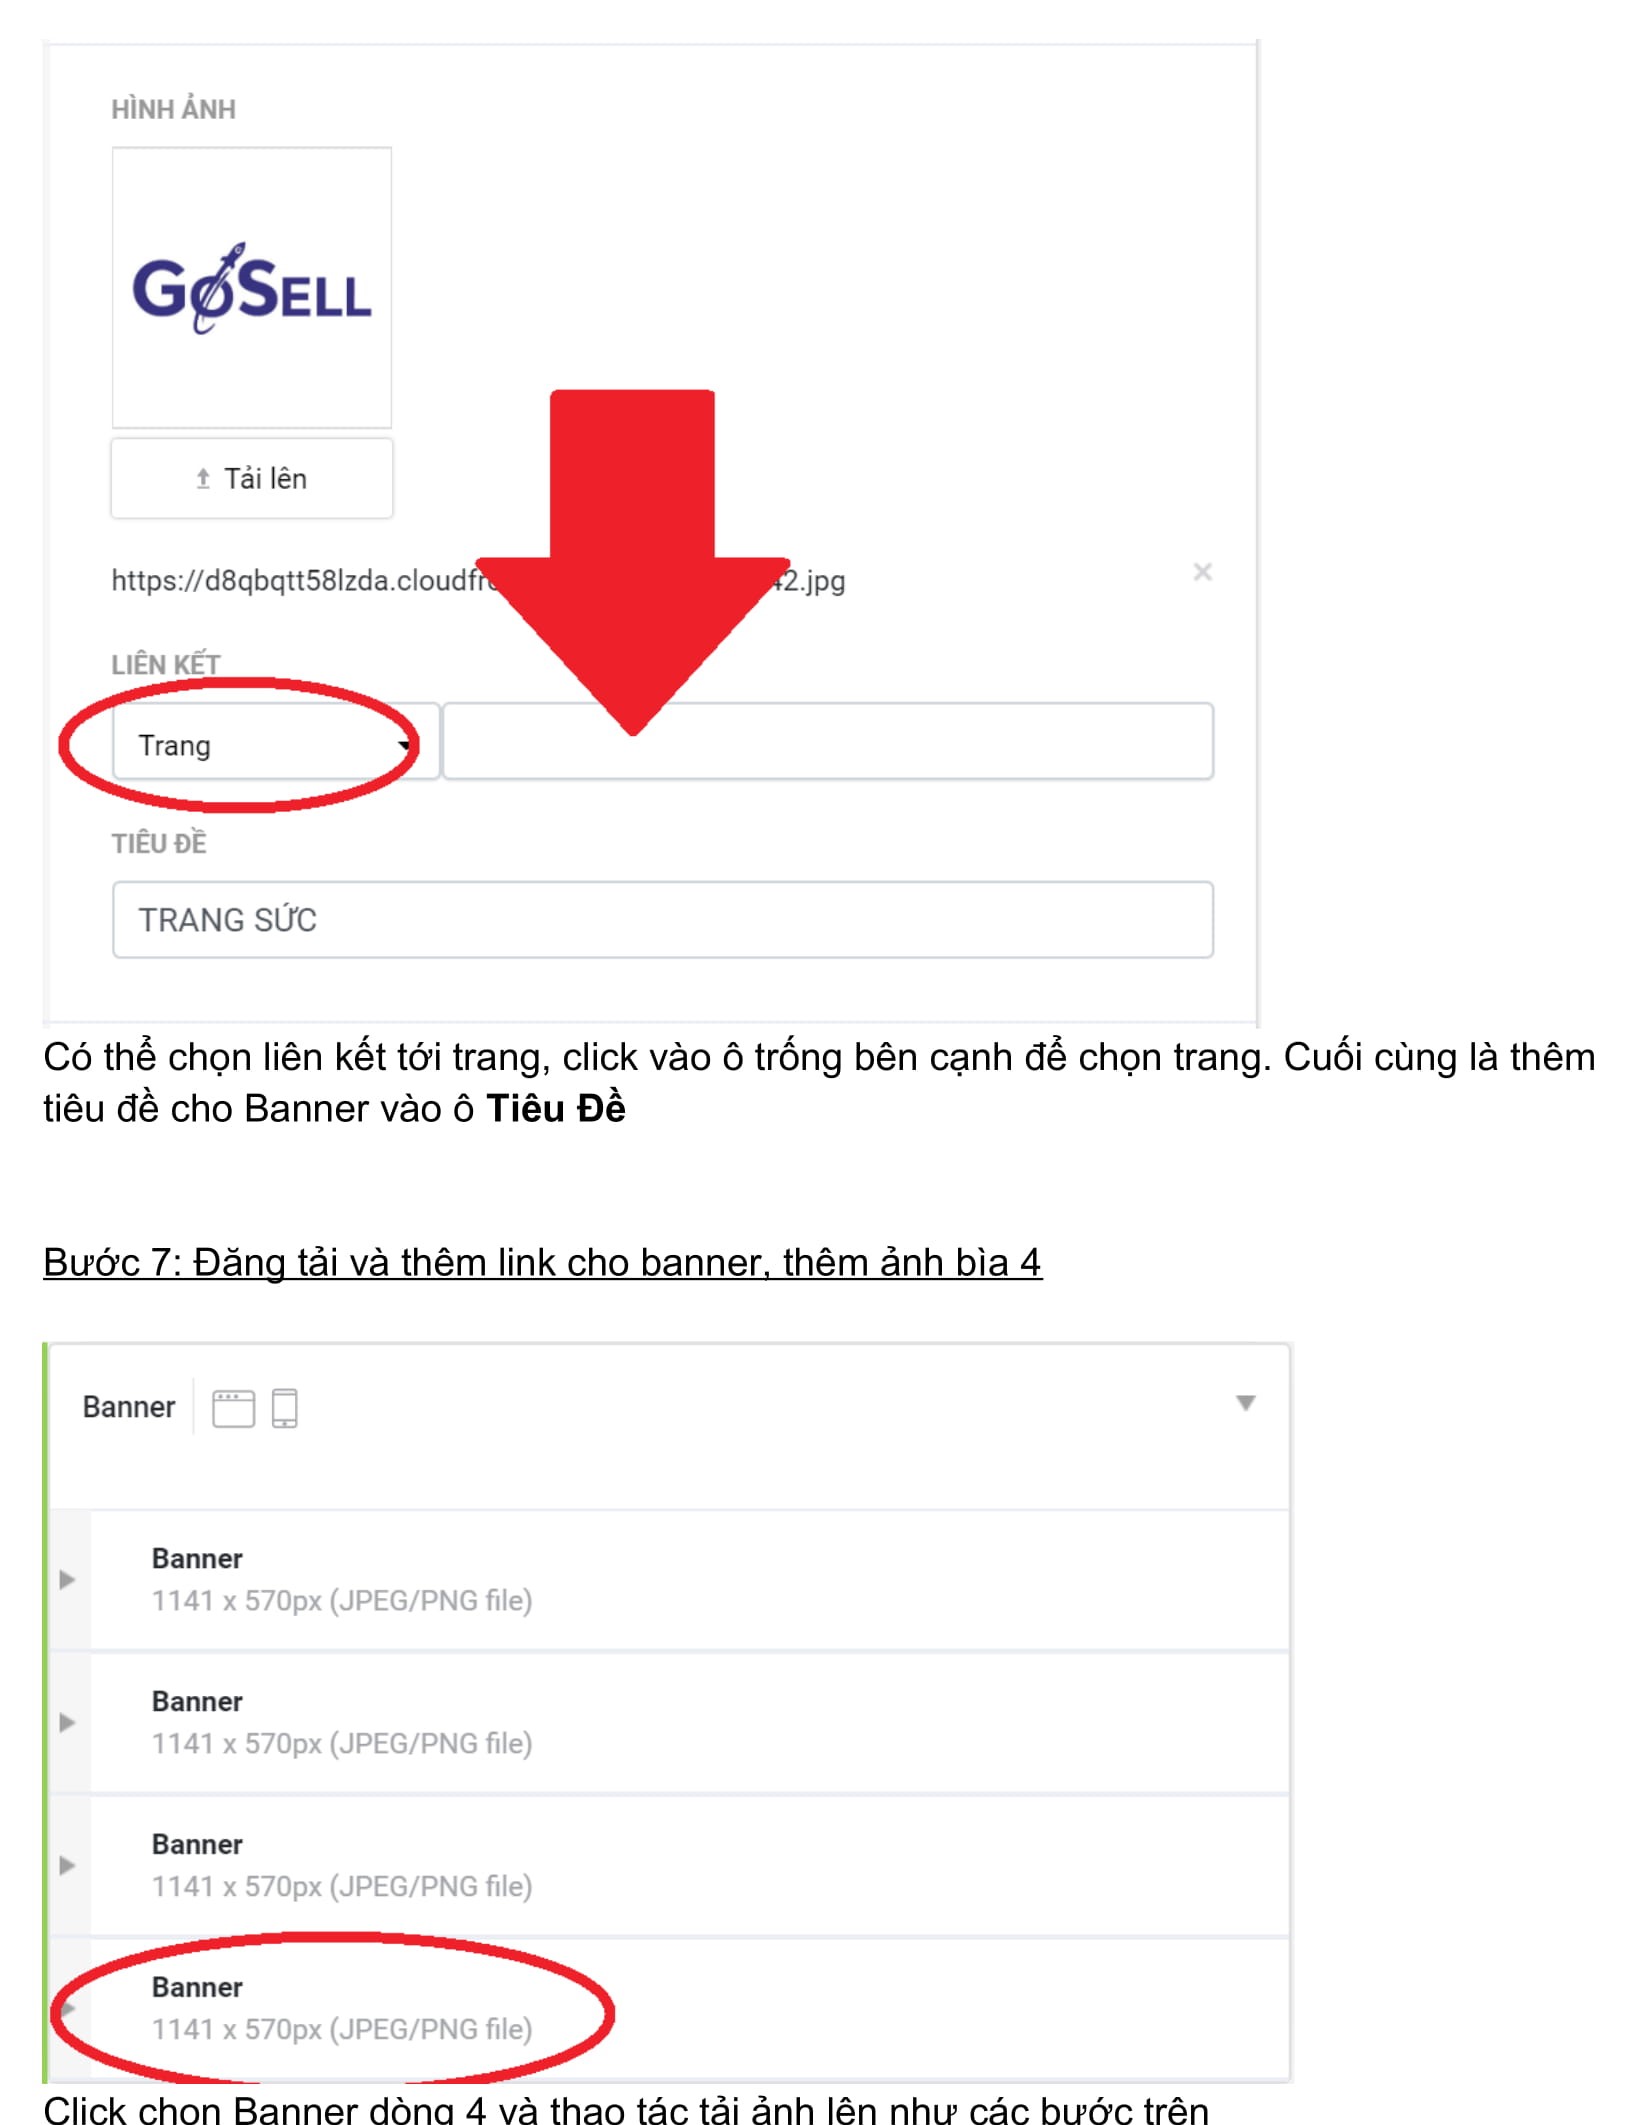 HÌNH ẢNH
GoSELL
Tải lên
https://d8qbqtt58lzda.cloudfr 42.jpg
LIÊN KẾT
Trang
TIÊU ĐỀ
TRANG SỨC
Có thể chọn liên kết tới trang, click vào ô trống bên cạnh để chọn trang. Cuối cùng là thêm
tiêu đề cho Banner vào ô Tiêu Đề
Bước 7: Đăng tải và thêm link cho banner, thêm ảnh bìa 4
Banner
Banner
1141 x 570px (JPEG/PNG file)
Banner
1141 x 570px (JPEG/PNG file)
Banner
1141 x 570px (JPEG/PNG file)
Banner
1141 x 570px (JPEG/PNG file)
Click chọn Banner dòng 4 và thao tác tải ảnh lên như các bước trên